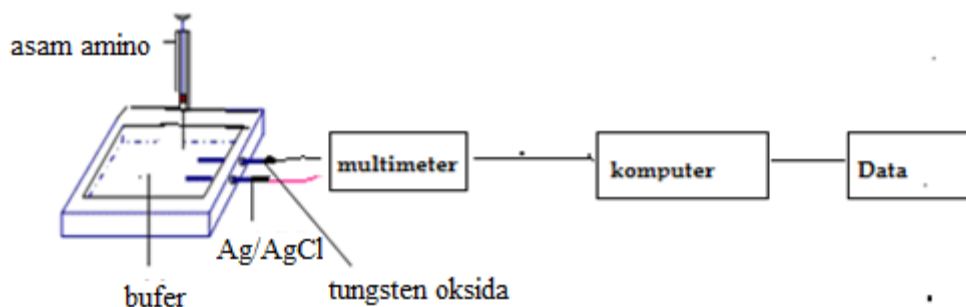 asam amino
multimeter
komputer
Data
Ag/AgCl
tungsten oksida
bufer